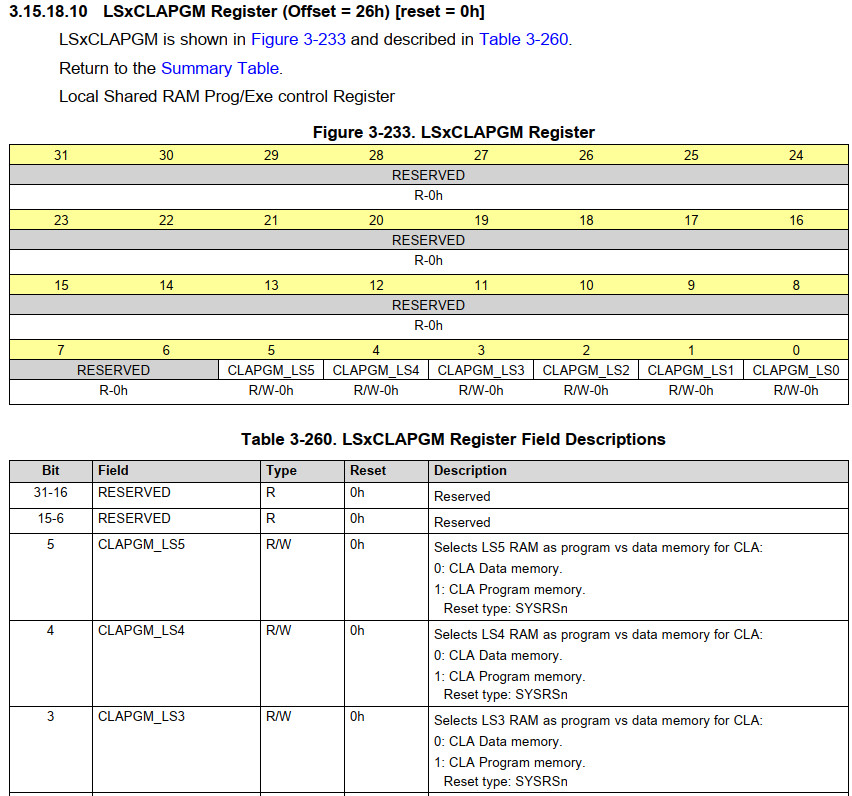 3.15.18.10 LSxCLAPGM Register (Offset = 26h) [reset = 0h]
LSxCLAPGM is shown in Figure 3-233 and described in Table 3-260.
Return to the Summary Table.
Local Shared RAM Prog/Exe control Register
Figure 3-233. LSxCLAPGM Register
31 30 29 28 27 26 25 24
RESERVED
R-0h
23 22 21 20 19 18 17 16
RESERVED
R-0h
15 14 13 12 11 10 9 8
RESERVED
R-0h
7 6 5 4 3 2 1 0
RESERVED CLAPGM_LS5 CLAPGM_LS4 CLAPGM_LS3 CLAPGM_LS2 CLAPGM_LS1 CLAPGM_LS0
R-0h R/W-0h R/W-0h R/W-0h R/W-0h R/W-0h R/W-0h
Table 3-260. LSxCLAPGM Register Field Descriptions
Bit Field Type Reset Description
31-16 RESERVED R 0h Reserved
15-6 RESERVED R 0h Reserved
5 CLAPGM_LS5 R/W 0h Selects LS5 RAM as program vs data memory for CLA:
0: CLA Data memory.
1: CLA Program memory.
Reset type: SYSRSn
4 CLAPGM_LS4 R/W 0h Selects LS4 RAM as program vs data memory for CLA:
0: CLA Data memory.
1: CLA Program memory.
Reset type: SYSRSn
3 CLAPGM_LS3 R/W 0h Selects LS3 RAM as program vs data memory for CLA:
0: CLA Data memory.
1: CLA Program memory.
Reset type: SYSRSn